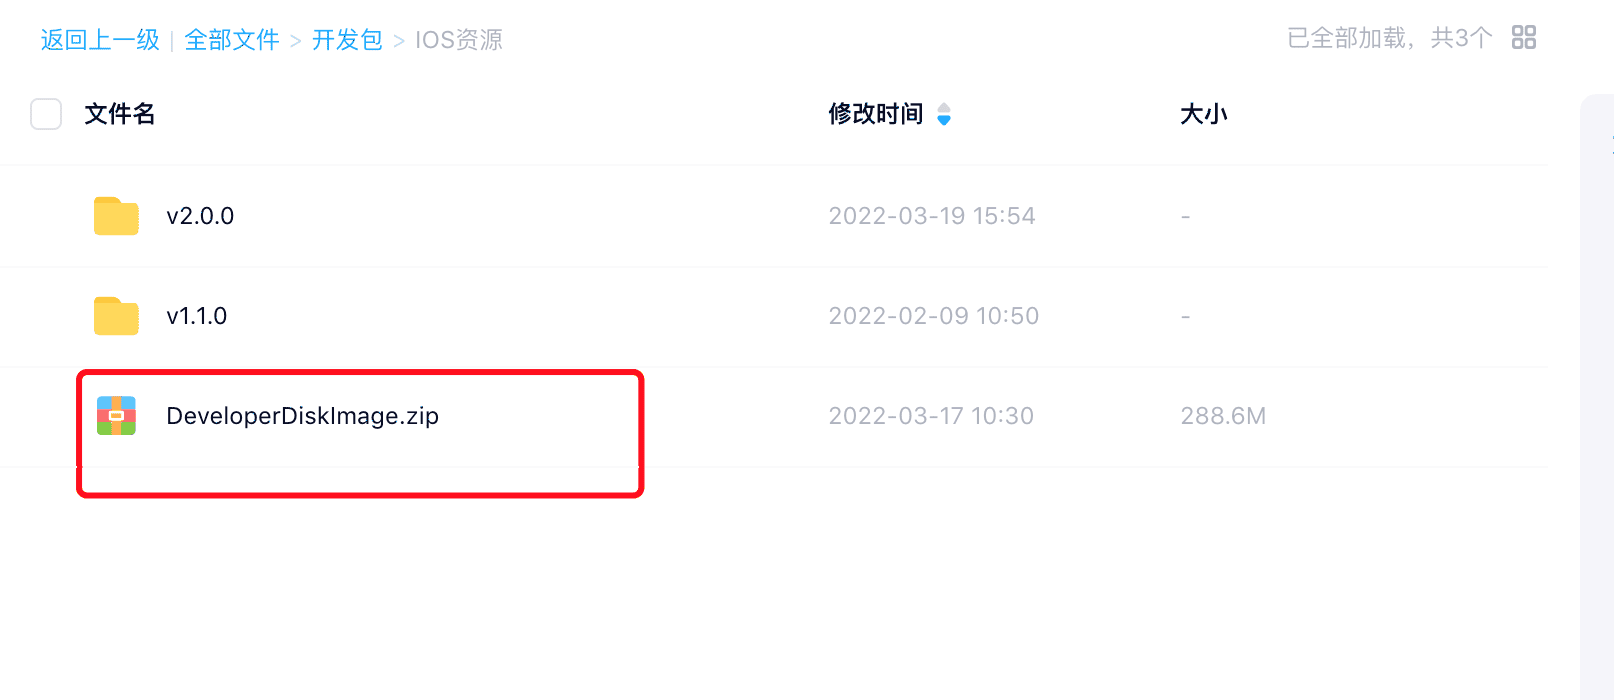 返回上一级 | 全部文件 > 开发包 > IOS资源
已全部加载，共3个
文件名 修改时间 大小
v2.0.0 2022-03-19 15:54 -
v1.1.0 2022-02-09 10:50 -
DeveloperDiskImage.zip 2022-03-17 10:30 288.6M